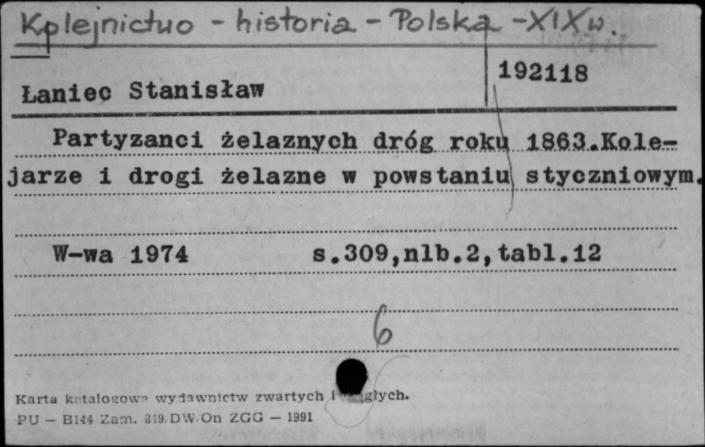 Kolejnictwo - historia - Polska - XIX w.
Łaniec Stanisław
192118
Partyzanci żelaznych dróg roku 1863.Kole-
jarze i drogi żelazne w powstaniu styczniowym.
W-wa 1974 s.309,nlb.2,tabl.12
6
Karta katalogowa wydawnictw zwartych i ciągłych.
PU — B144 Zam. 819. DW.On ZGG — 1991